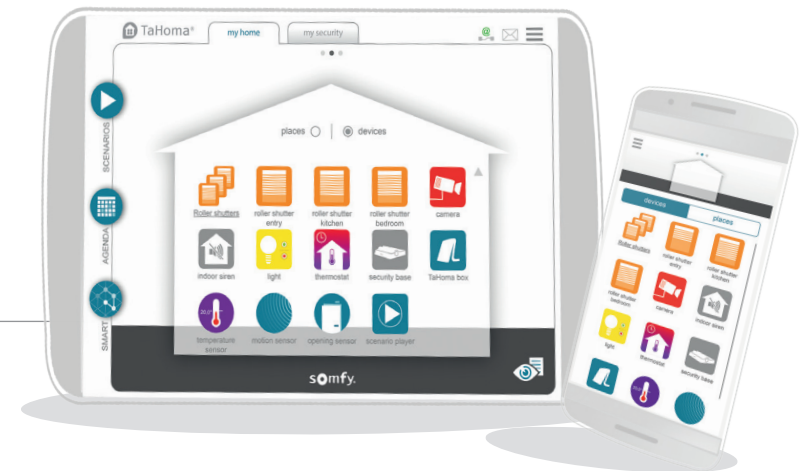 TaHoma®
my home
my security
@
SCENARIOS
AGENDA
SMART
places
devices
Roller shutters
roller shutter
entry
roller shutter
kitchen
roller shutter
bedroom
camera
indoor siren
light
thermostat
security base
TaHoma box
20.0°
temperature
sensor
motion sensor
opening sensor
scenario player
somfy.
devices
places
Roller shutters
roller shutter
entry
roller shutter
kitchen
roller shutter
bedroom
camera
indoor siren
light
thermostat
security base